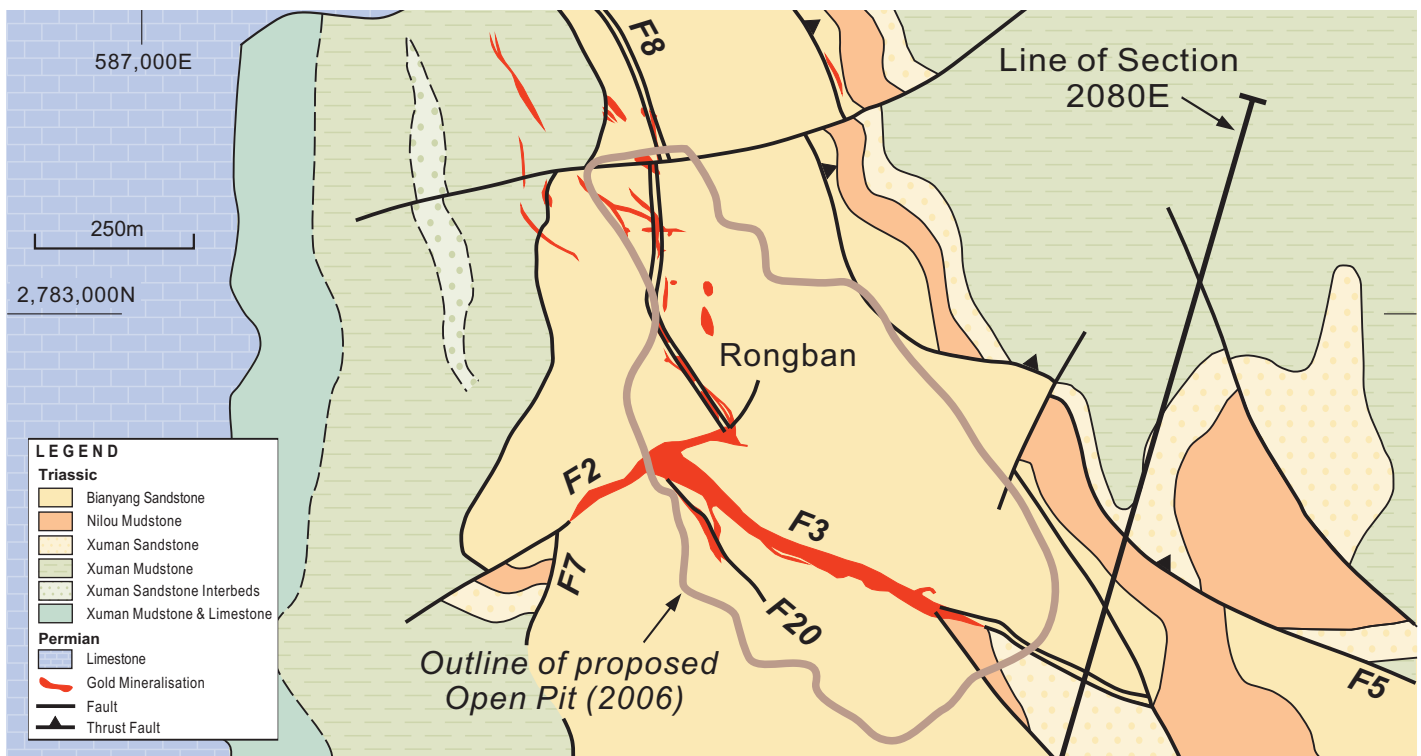 587,000E
F8
Line of Section
2080E
250m
2,783,000N
Rongban
F2
F3
F7
F20
Outline of proposed
Open Pit (2006)
F5
LEGEND
Triassic
Bianyang Sandstone
Nilou Mudstone
Xuman Sandstone
Xuman Mudstone
Xuman Sandstone Interbeds
Xuman Mudstone & Limestone
Permian
Limestone
Gold Mineralisation
Fault
Thrust Fault